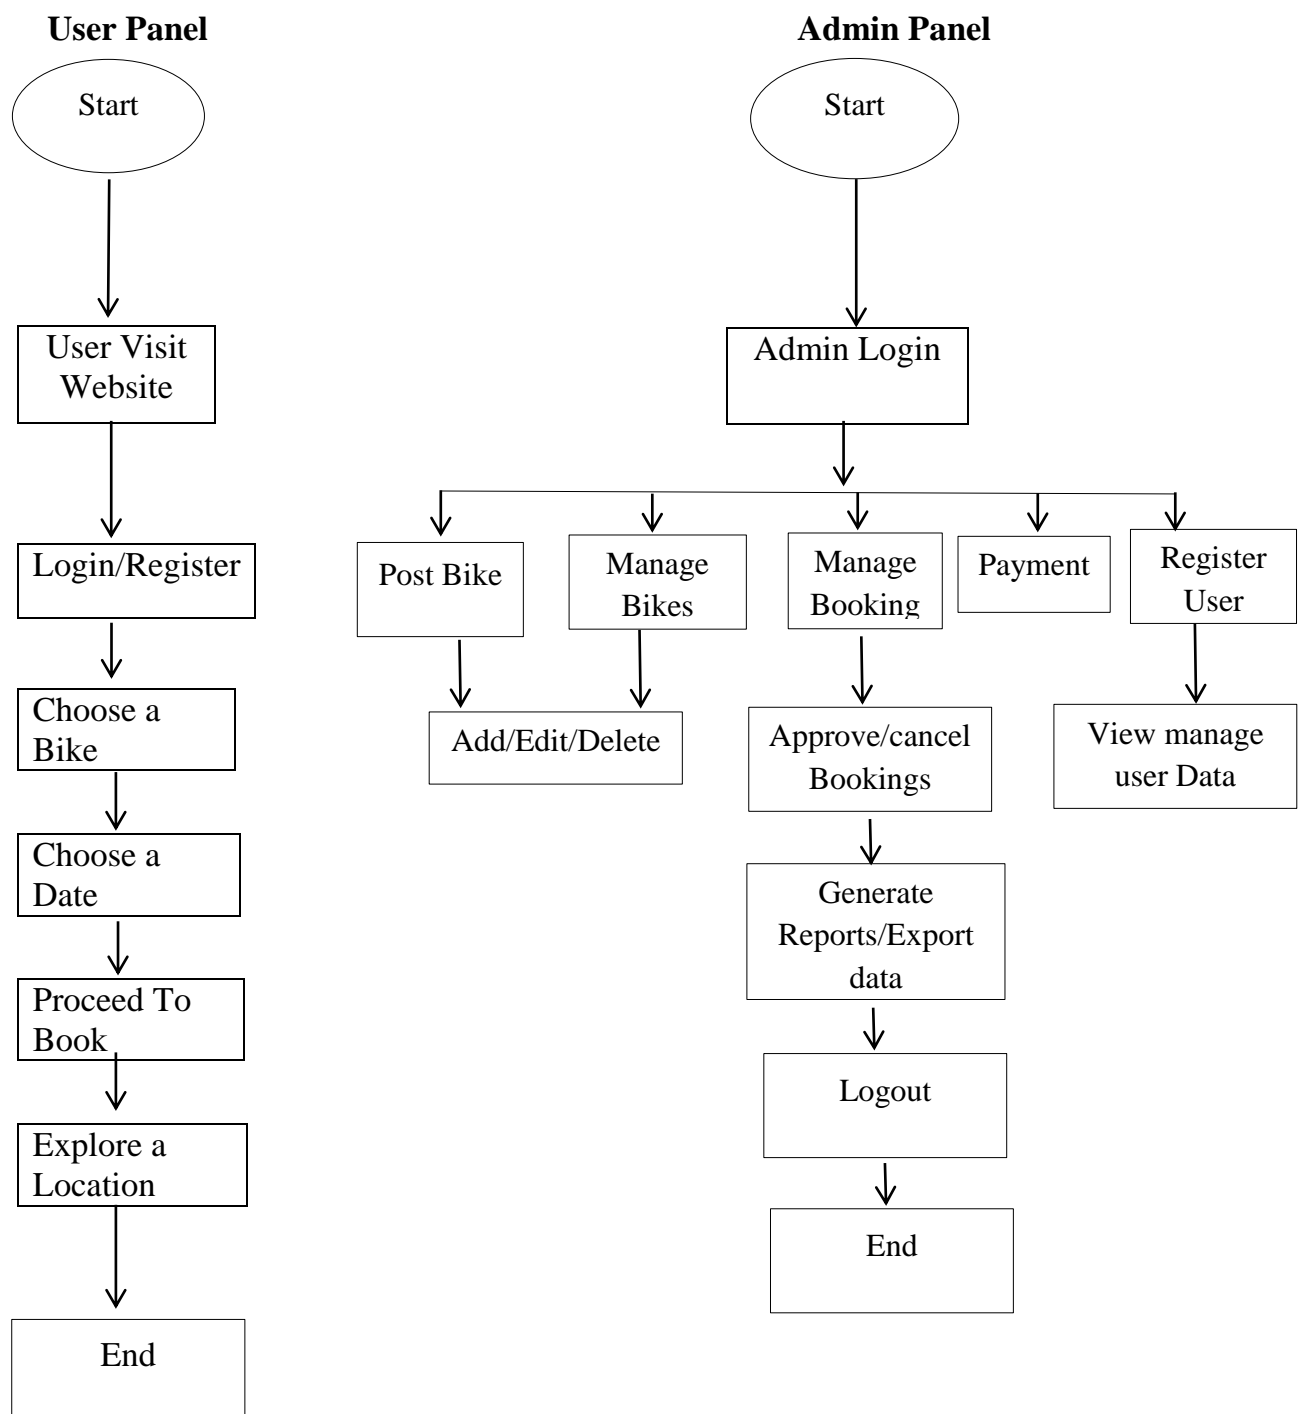 User Panel
Start
User Visit
Website
Login/Register
Choose a
Bike
Choose a
Date
Proceed To
Book
Explore a
Location
End
Admin Panel
Start
Admin Login
Post Bike
Manage
Bikes
Manage
Booking
Payment
Register
User
Add/Edit/Delete
Approve/cancel
Bookings
View manage
user Data
Generate
Reports/Export
data
Logout
End